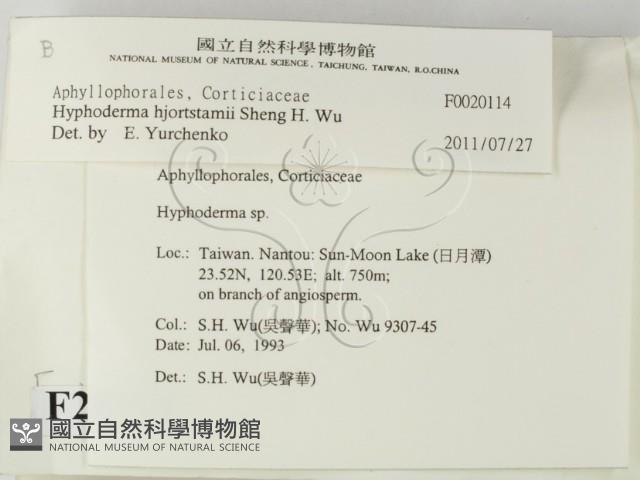 B
國立自然科學博物館
NATIONAL MUSEUM OF NATURAL SCIENCE, TAICHUNG, TAIWAN, R.O.CHINA
Aphyllophorales, Corticiaceae F0020114
Hyphoderma hjortstamii Sheng H. Wu
Det. by E. Yurchenko 2011/07/27
Aphyllophorales, Corticiaceae
Hyphoderma sp.
Loc.: Taiwan. Nantou: Sun-Moon Lake (日月潭)
23.52N, 120.53E; alt. 750m;
on branch of angiosperm.
Col.: S.H. Wu(吳聲華); No. Wu 9307-45
Date: Jul. 06, 1993
Det.: S.H. Wu(吳聲華)
F2
國立自然科學博物館
NATIONAL MUSEUM OF NATURAL SCIENCE